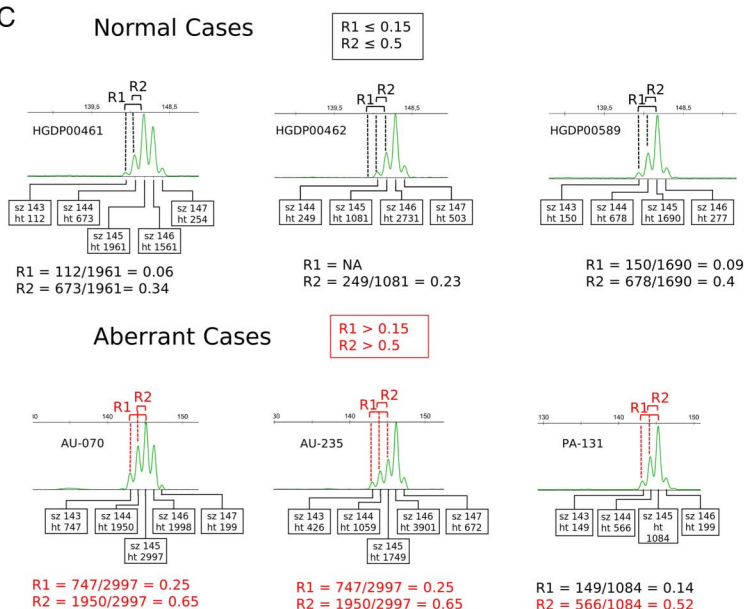 C
Normal Cases
R1 ≤ 0.15
R2 ≤ 0.5
R2
R1
139,5 148,5
HGDP00461
sz 143
ht 112
sz 144
ht 673
sz 145
ht 1961
sz 146
ht 1561
sz 147
ht 254
R1 = 112/1961 = 0.06
R2 = 673/1961= 0.34
R2
R1
139,5 148,5
HGDP00462
sz 144
ht 249
sz 145
ht 1081
sz 146
ht 2731
sz 147
ht 503
R1 = NA
R2 = 249/1081 = 0.23
R2
R1
139,5 148,5
HGDP00589
sz 143
ht 150
sz 144
ht 678
sz 145
ht 1690
sz 146
ht 277
R1 = 150/1690 = 0.09
R2 = 678/1690 = 0.4
Aberrant Cases
R1 > 0.15
R2 > 0.5
R2
R1
140 150
AU-070
sz 143
ht 747
sz 144
ht 1950
sz 145
ht 2997
sz 146
ht 1998
sz 147
ht 199
R1 = 747/2997 = 0.25
R2 = 1950/2997 = 0.65
R2
R1
30 140 150
AU-235
sz 143
ht 426
sz 144
ht 1059
sz 145
ht 1749
sz 146
ht 3901
sz 147
ht 672
R1 = 747/2997 = 0.25
R2 = 1950/2997 = 0.65
R2
R1
130 140 150
PA-131
sz 143
ht 149
sz 144
ht 566
sz 145
ht
1084
sz 146
ht 199
R1 = 149/1084 = 0.14
R2 = 566/1084 = 0.52